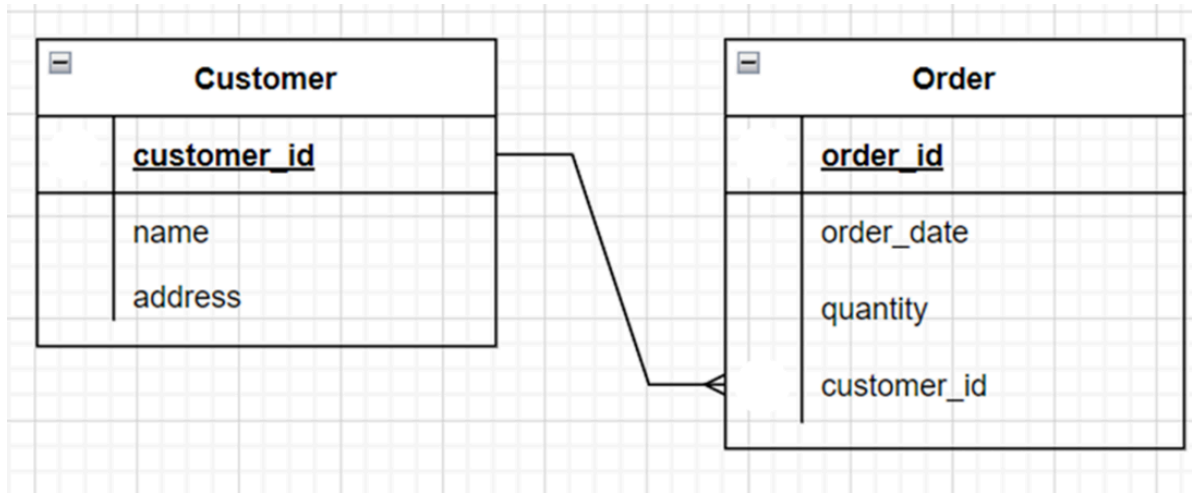 Customer
customer_id
name
address
Order
order_id
order_date
quantity
customer_id